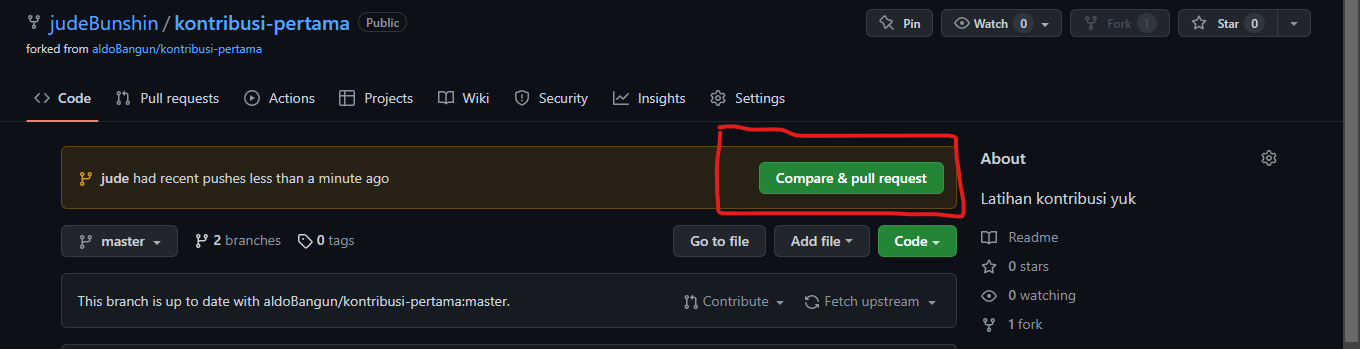 judeBunshin / kontribusi-pertama Public Pin Watch 0 Fork 1 Star 0
forked from aldoBangun/kontribusi-pertama
Code Pull requests Actions Projects Wiki Security Insights Settings
jude had recent pushes less than a minute ago Compare & pull request
master 2 branches 0 tags Go to file Add file Code
This branch is up to date with aldoBangun/kontribusi-pertama:master. Contribute Fetch upstream
About
Latihan kontribusi yuk
Readme
0 stars
0 watching
1 fork